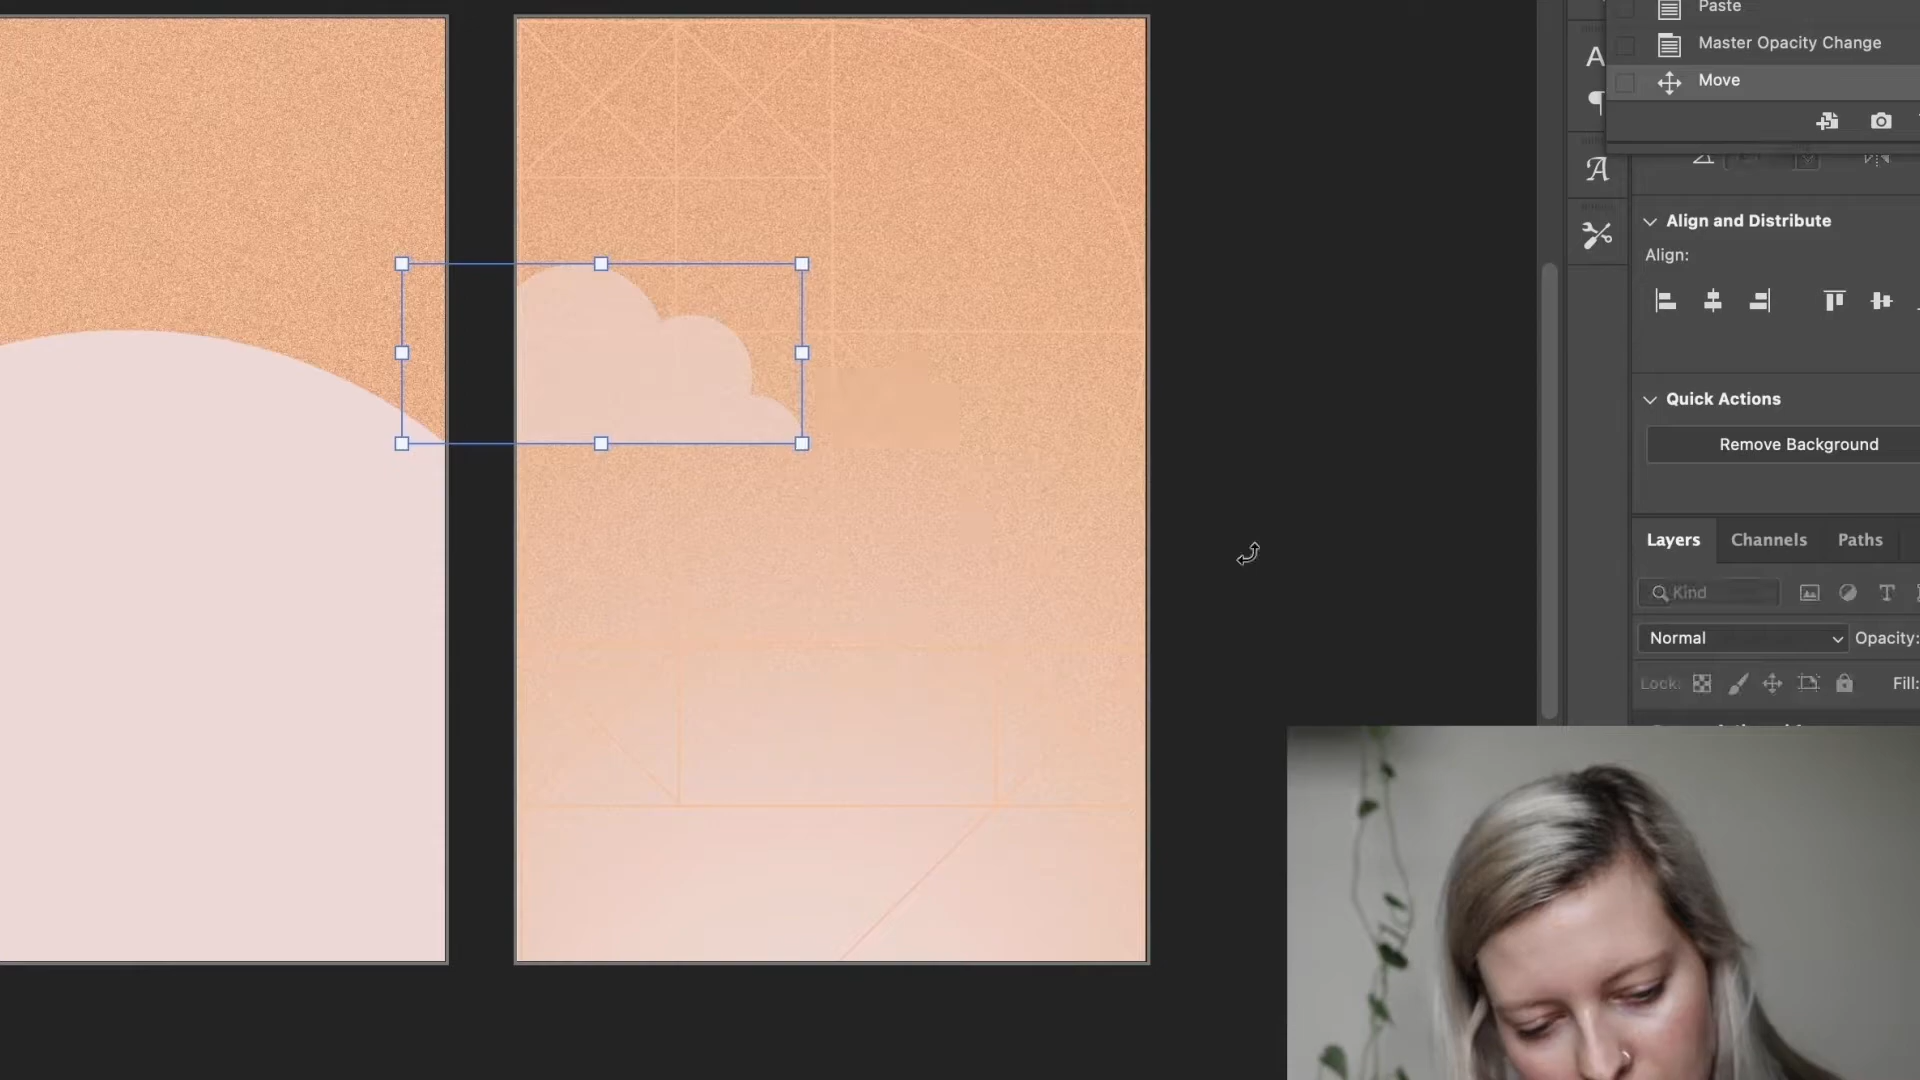 Paste
Master Opacity Change
Move
Align and Distribute
Align:
Quick Actions
Remove Background
Layers
Channels
Paths
Kind
Normal
Opacity:
Lock:
Fill: